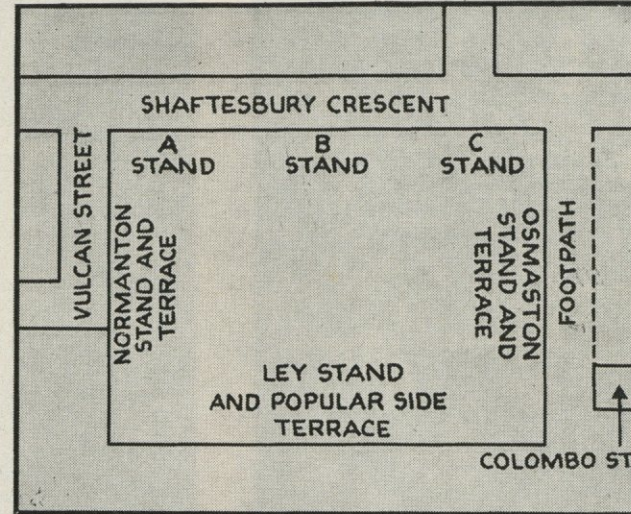 SHAFTESBURY CRESCENT
VULCAN STREET
A
STAND
B
STAND
C
STAND
NORMANTON
STAND AND
TERRACE
OSMASTON
STAND AND
TERRACE
FOOTPATH
LEY STAND
AND POPULAR SIDE
TERRACE
COLOMBO ST